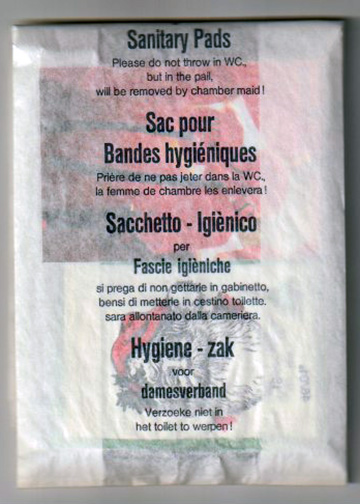 Sanitary Pads
Please do not throw in WC.,
but in the pail,
will be removed by chamber maid !
Sac pour
Bandes hygiéniques
Prière de ne pas jeter dans la WC.,
la femme de chambre les enlevera !
Sacchetto - Igiènico
per
Fascie igièniche
si prega di non gettarle in gabinetto,
bensi di metterle in cestino toilette.
sara allontanato dalla cameriera.
Hygiene - zak
voor
damesverband
Verzoeke niet in
het toilet to werpen !